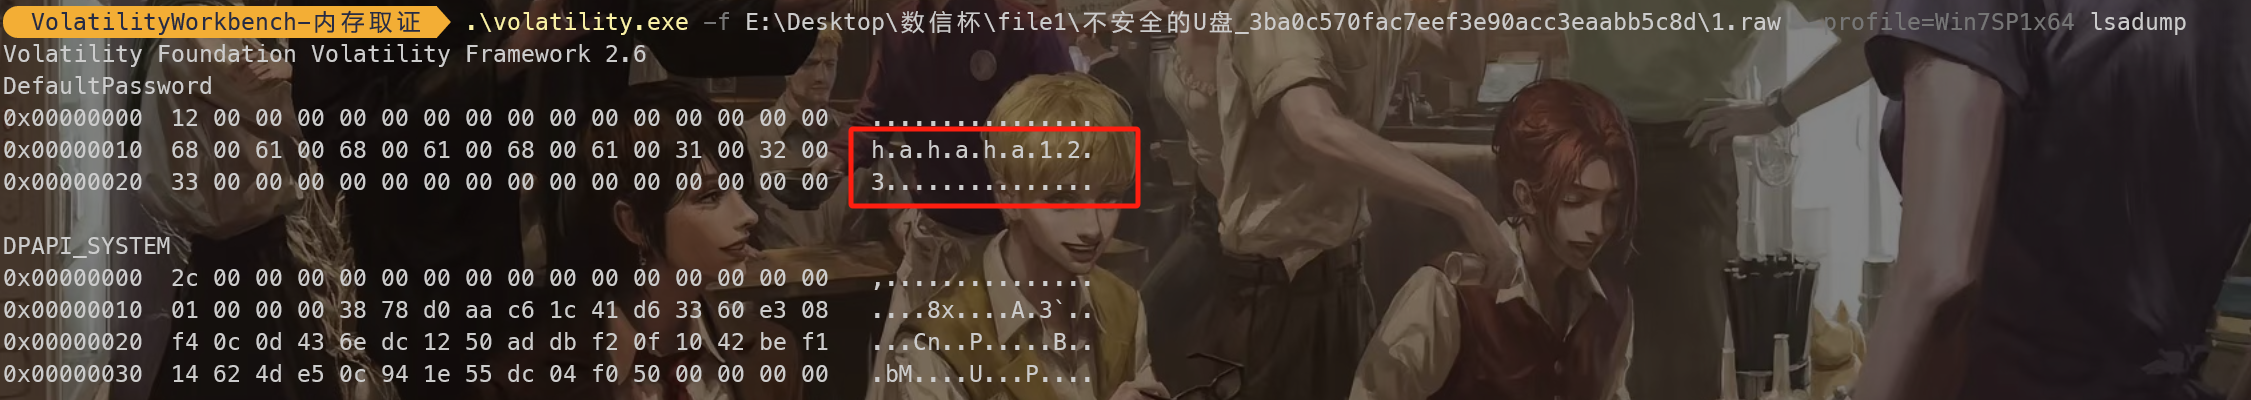 VolatilityWorkbench-内存取证 .\volatility.exe -f E:\Desktop\数信杯\file1\不安全的U盘_3ba0c570fac7eef3e90acc3eaabb5c8d\1.raw --profile=Win7SP1x64 lsadump
Volatility Foundation Volatility Framework 2.6
DefaultPassword
0x00000000  12 00 00 00 00 00 00 00 00 00 00 00 00 00 00 00   ................
0x00000010  68 00 61 00 68 00 61 00 68 00 61 00 31 00 32 00   h.a.h.a.h.a.1.2.
0x00000020  33 00 00 00 00 00 00 00 00 00 00 00 00 00 00 00   3...............
DPAPI_SYSTEM
0x00000000  2c 00 00 00 00 00 00 00 00 00 00 00 00 00 00 00   ,...............
0x00000010  01 00 00 00 38 78 d0 aa c6 1c 41 d6 33 60 e3 08   ....8x....A.3`..
0x00000020  f4 0c 0d 43 6e dc 12 50 ad db f2 0f 10 42 be f1   ...Cn..P.....B..
0x00000030  14 62 4d e5 0c 94 1e 55 dc 04 f0 50 00 00 00 00   .bM....U...P....